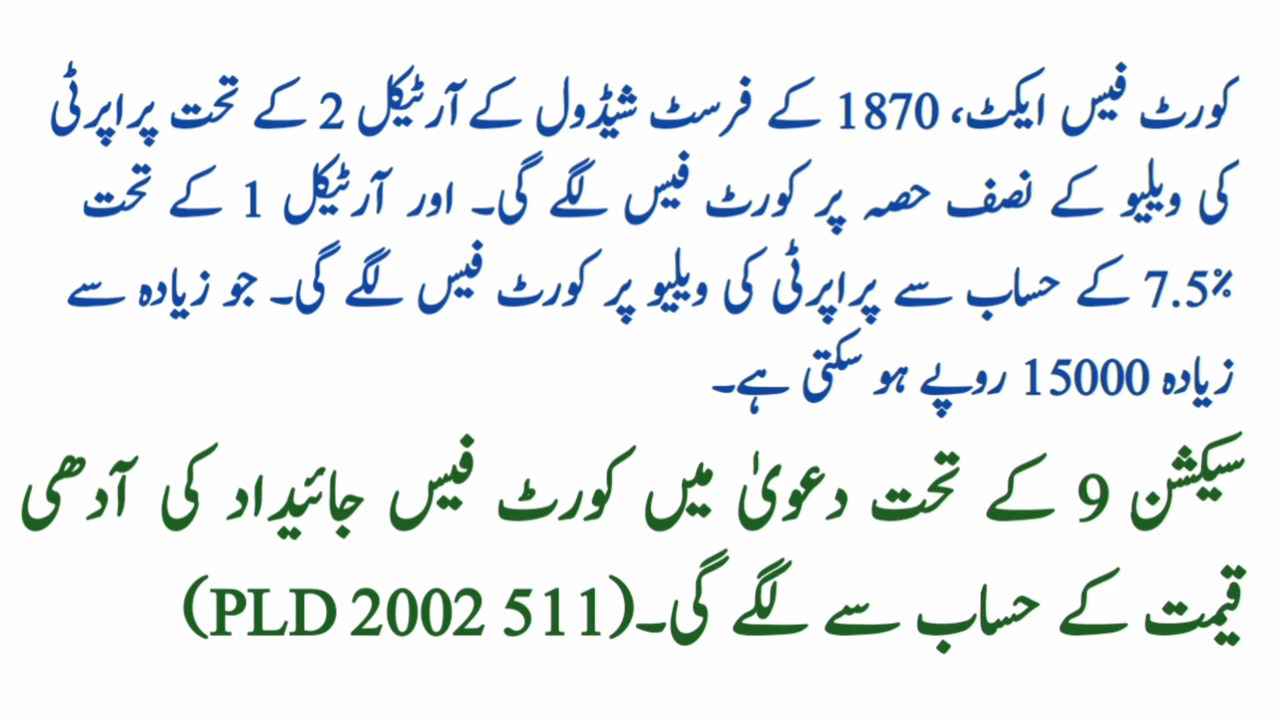 کورٹ فیس ایکٹ، 1870 کے فرسٹ شیڈول کے آرٹیکل 2 کے تحت پراپرٹی
کی ویلیو کے نصف حصہ پر کورٹ فیس لگے گی۔ اور آرٹیکل 1 کے تحت
7.5% کے حساب سے پراپرٹی کی ویلیو پر کورٹ فیس لگے گی۔ جو زیادہ سے
زیادہ 15000 روپے ہو سکتی ہے۔
سیکشن 9 کے تحت دعویٰ میں کورٹ فیس جائیداد کی آدھی
قیمت کے حساب سے لگے گی۔(PLD 2002 511)